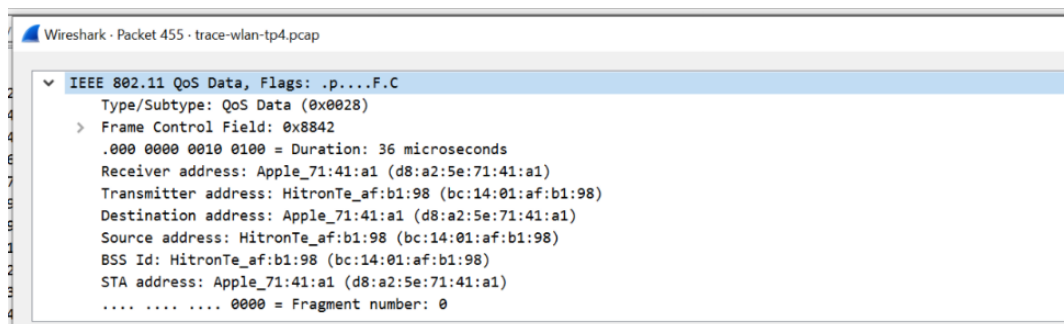 Wireshark · Packet 455 · trace-wlan-tp4.pcap
IEEE 802.11 QoS Data, Flags: .p....F.C
Type/Subtype: QoS Data (0x0028)
Frame Control Field: 0x8842
.000 0000 0010 0100 = Duration: 36 microseconds
Receiver address: Apple_71:41:a1 (d8:a2:5e:71:41:a1)
Transmitter address: HitronTe_af:b1:98 (bc:14:01:af:b1:98)
Destination address: Apple_71:41:a1 (d8:a2:5e:71:41:a1)
Source address: HitronTe_af:b1:98 (bc:14:01:af:b1:98)
BSS Id: HitronTe_af:b1:98 (bc:14:01:af:b1:98)
STA address: Apple_71:41:a1 (d8:a2:5e:71:41:a1)
.... .... .... 0000 = Fragment number: 0